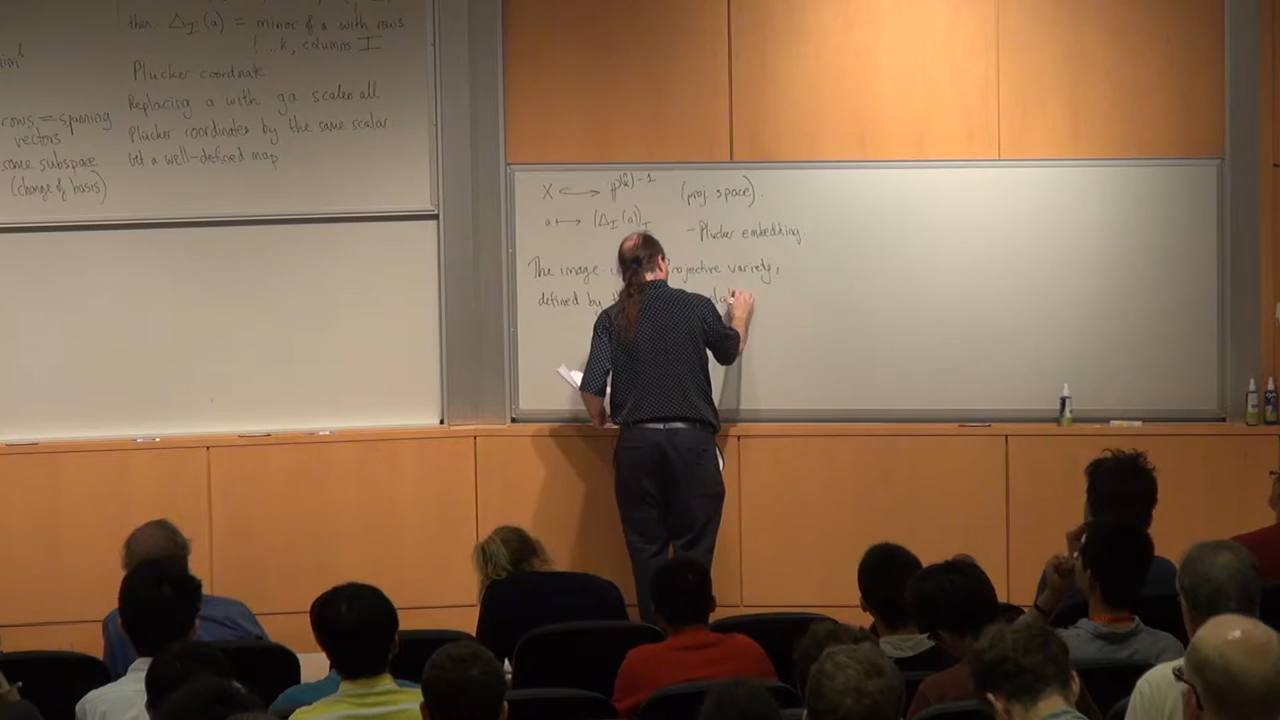 then Δ_I(a) = minor of a with rows
1...k, columns I
Plucker coordinate
rows = spanning
vectors
same subspace
(change of basis)
Replacing a with ga scales all
Plucker coordinates by the same scalar
but a well-defined map
X ↪ ℙ^{(n k)-1} (proj. space).
a ↦ (Δ_I(a))_I
- Plucker embedding.
The image projective variety,
defined by